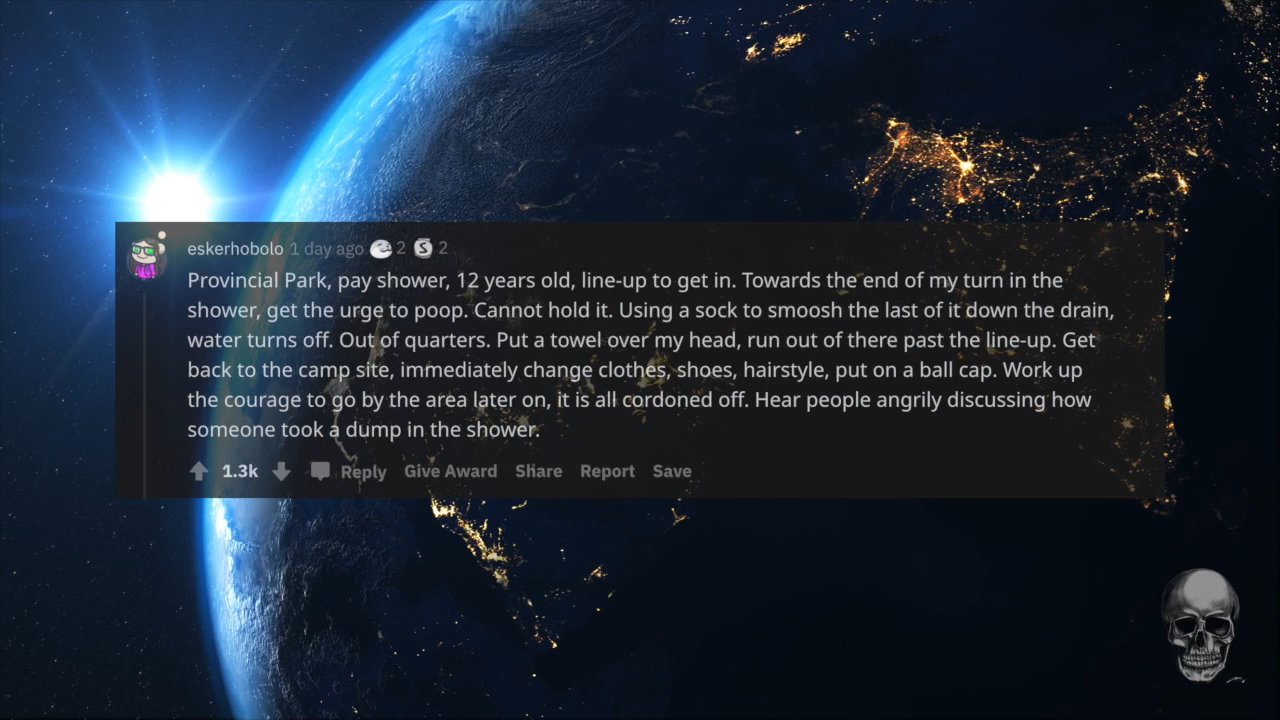 eskerhobolo 1 day ago 2 S 2
Provincial Park, pay shower, 12 years old, line-up to get in. Towards the end of my turn in the
shower, get the urge to poop. Cannot hold it. Using a sock to smoosh the last of it down the drain,
water turns off. Out of quarters. Put a towel over my head, run out of there past the line-up. Get
back to the camp site, immediately change clothes, shoes, hairstyle, put on a ball cap. Work up
the courage to go by the area later on, it is all cordoned off. Hear people angrily discussing how
someone took a dump in the shower.
1.3k Reply Give Award Share Report Save